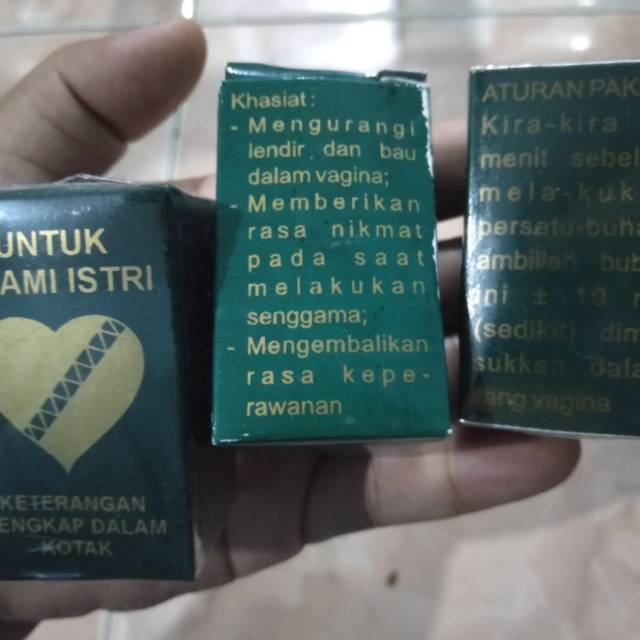 UNTUK
AMI ISTRI
KETERANGAN
ENGKAP DALAM
KOTAK
Khasiat :
- Mengurangi
lendir dan bau
dalam vagina;
- Memberikan
rasa nikmat
pada saat
melakukan
senggama;
- Mengembalikan
rasa kepe-
rawanan
ATURAN PAK
Kira-kira
menit sebel
mela-kuk
persatu-buha
ambillah bub
ini ± 10
(sedikit) dim
sukkan dala
liang vagina